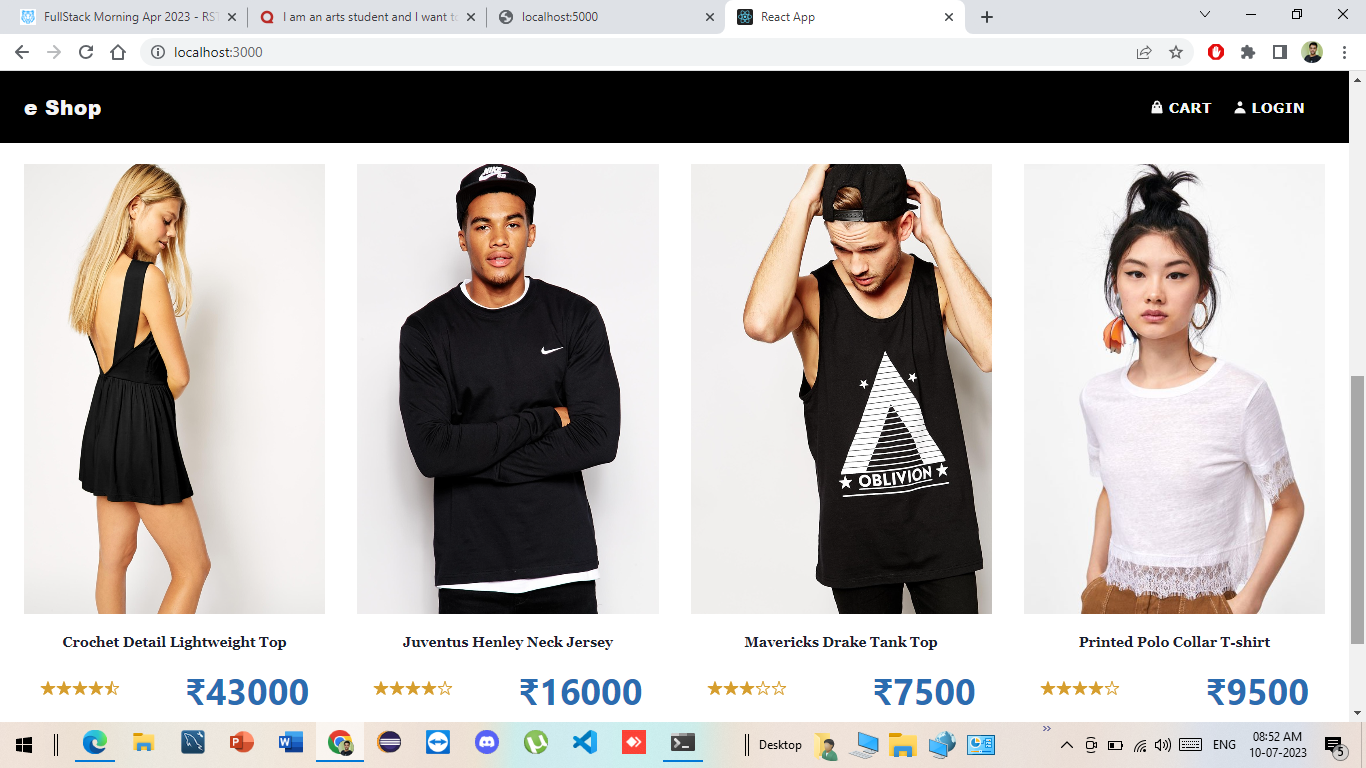 FullStack Morning Apr 2023 - RST
I am an arts student and I want to
localhost:5000
React App
localhost:3000
e Shop
CART
LOGIN
NIKE
OBLIVION
Crochet Detail Lightweight Top
Juventus Henley Neck Jersey
Mavericks Drake Tank Top
Printed Polo Collar T-shirt
₹43000
₹16000
₹7500
₹9500
Desktop
ENG
08:52 AM
10-07-2023
5